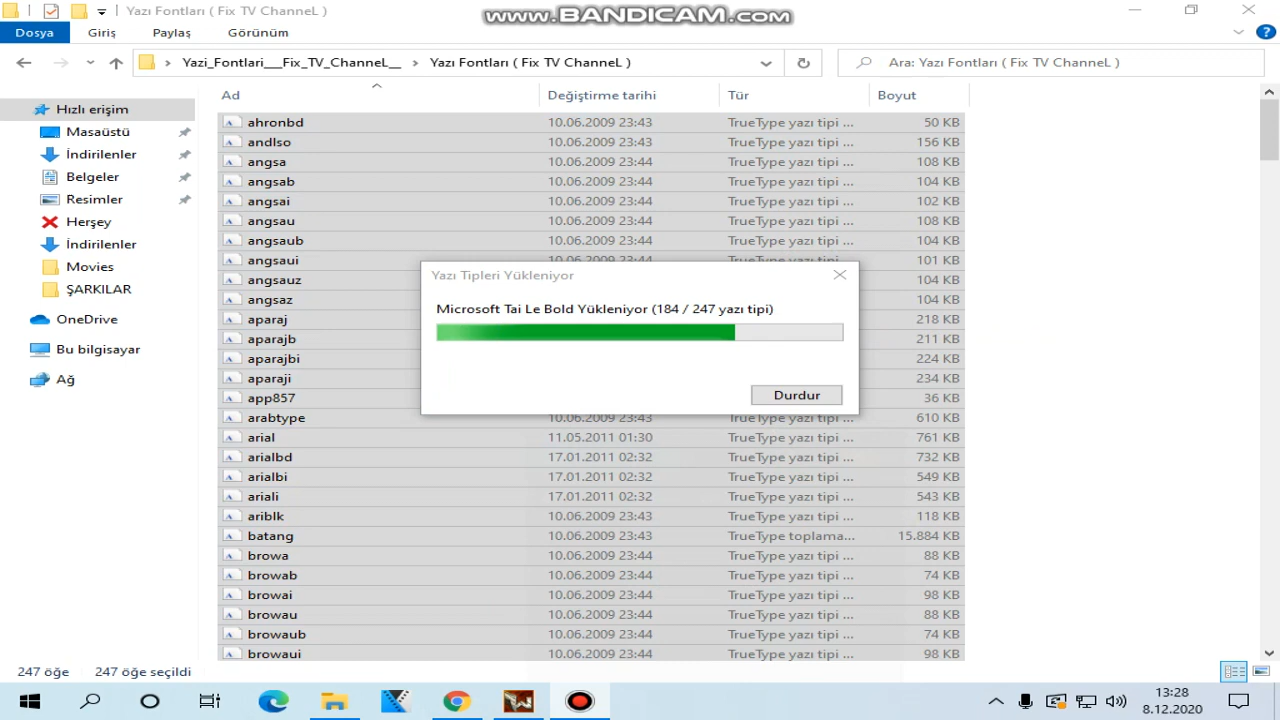 Yazı Fontları ( Fix TV ChanneL )
www.BANDICAM.com
Dosya Giriş Paylaş Görünüm
Yazi_Fontlari___Fix_TV_ChanneL__ Yazı Fontları ( Fix TV ChanneL ) Ara: Yazı Fontları ( Fix TV ChanneL )
Ad Değiştirme tarihi Tür Boyut
Hızlı erişim
Masaüstü
İndirilenler
Belgeler
Resimler
Herşey
İndirilenler
Movies
ŞARKILAR
OneDrive
Bu bilgisayar
Ağ
ahronbd 10.06.2009 23:43 TrueType yazı tipi ... 50 KB
andlso 10.06.2009 23:43 TrueType yazı tipi ... 156 KB
angsa 10.06.2009 23:44 TrueType yazı tipi ... 108 KB
angsab 10.06.2009 23:44 TrueType yazı tipi ... 104 KB
angsai 10.06.2009 23:44 TrueType yazı tipi ... 102 KB
angsau 10.06.2009 23:44 TrueType yazı tipi ... 108 KB
angsaub 10.06.2009 23:44 TrueType yazı tipi ... 104 KB
angsaui 10.06.2009 23:44 TrueType yazı tipi ... 101 KB
angsauz 104 KB
angsaz 104 KB
aparaj 218 KB
aparajb 211 KB
aparajbi 224 KB
aparaji 234 KB
app857 36 KB
arabtype 10.06.2009 23:43 TrueType yazı tipi ... 610 KB
arial 11.05.2011 01:30 TrueType yazı tipi ... 761 KB
arialbd 17.01.2011 02:32 TrueType yazı tipi ... 732 KB
arialbi 17.01.2011 02:32 TrueType yazı tipi ... 549 KB
ariali 17.01.2011 02:32 TrueType yazı tipi ... 543 KB
ariblk 10.06.2009 23:43 TrueType yazı tipi ... 118 KB
batang 10.06.2009 23:43 TrueType toplama... 15.884 KB
browa 10.06.2009 23:44 TrueType yazı tipi ... 88 KB
browab 10.06.2009 23:44 TrueType yazı tipi ... 74 KB
browai 10.06.2009 23:44 TrueType yazı tipi ... 98 KB
browau 10.06.2009 23:44 TrueType yazı tipi ... 88 KB
browaub 10.06.2009 23:44 TrueType yazı tipi ... 74 KB
browaui 10.06.2009 23:44 TrueType yazı tipi ... 98 KB
Yazı Tipleri Yükleniyor
Microsoft Tai Le Bold Yükleniyor (184 / 247 yazı tipi)
Durdur
247 öğe 247 öğe seçildi
13:28
8.12.2020